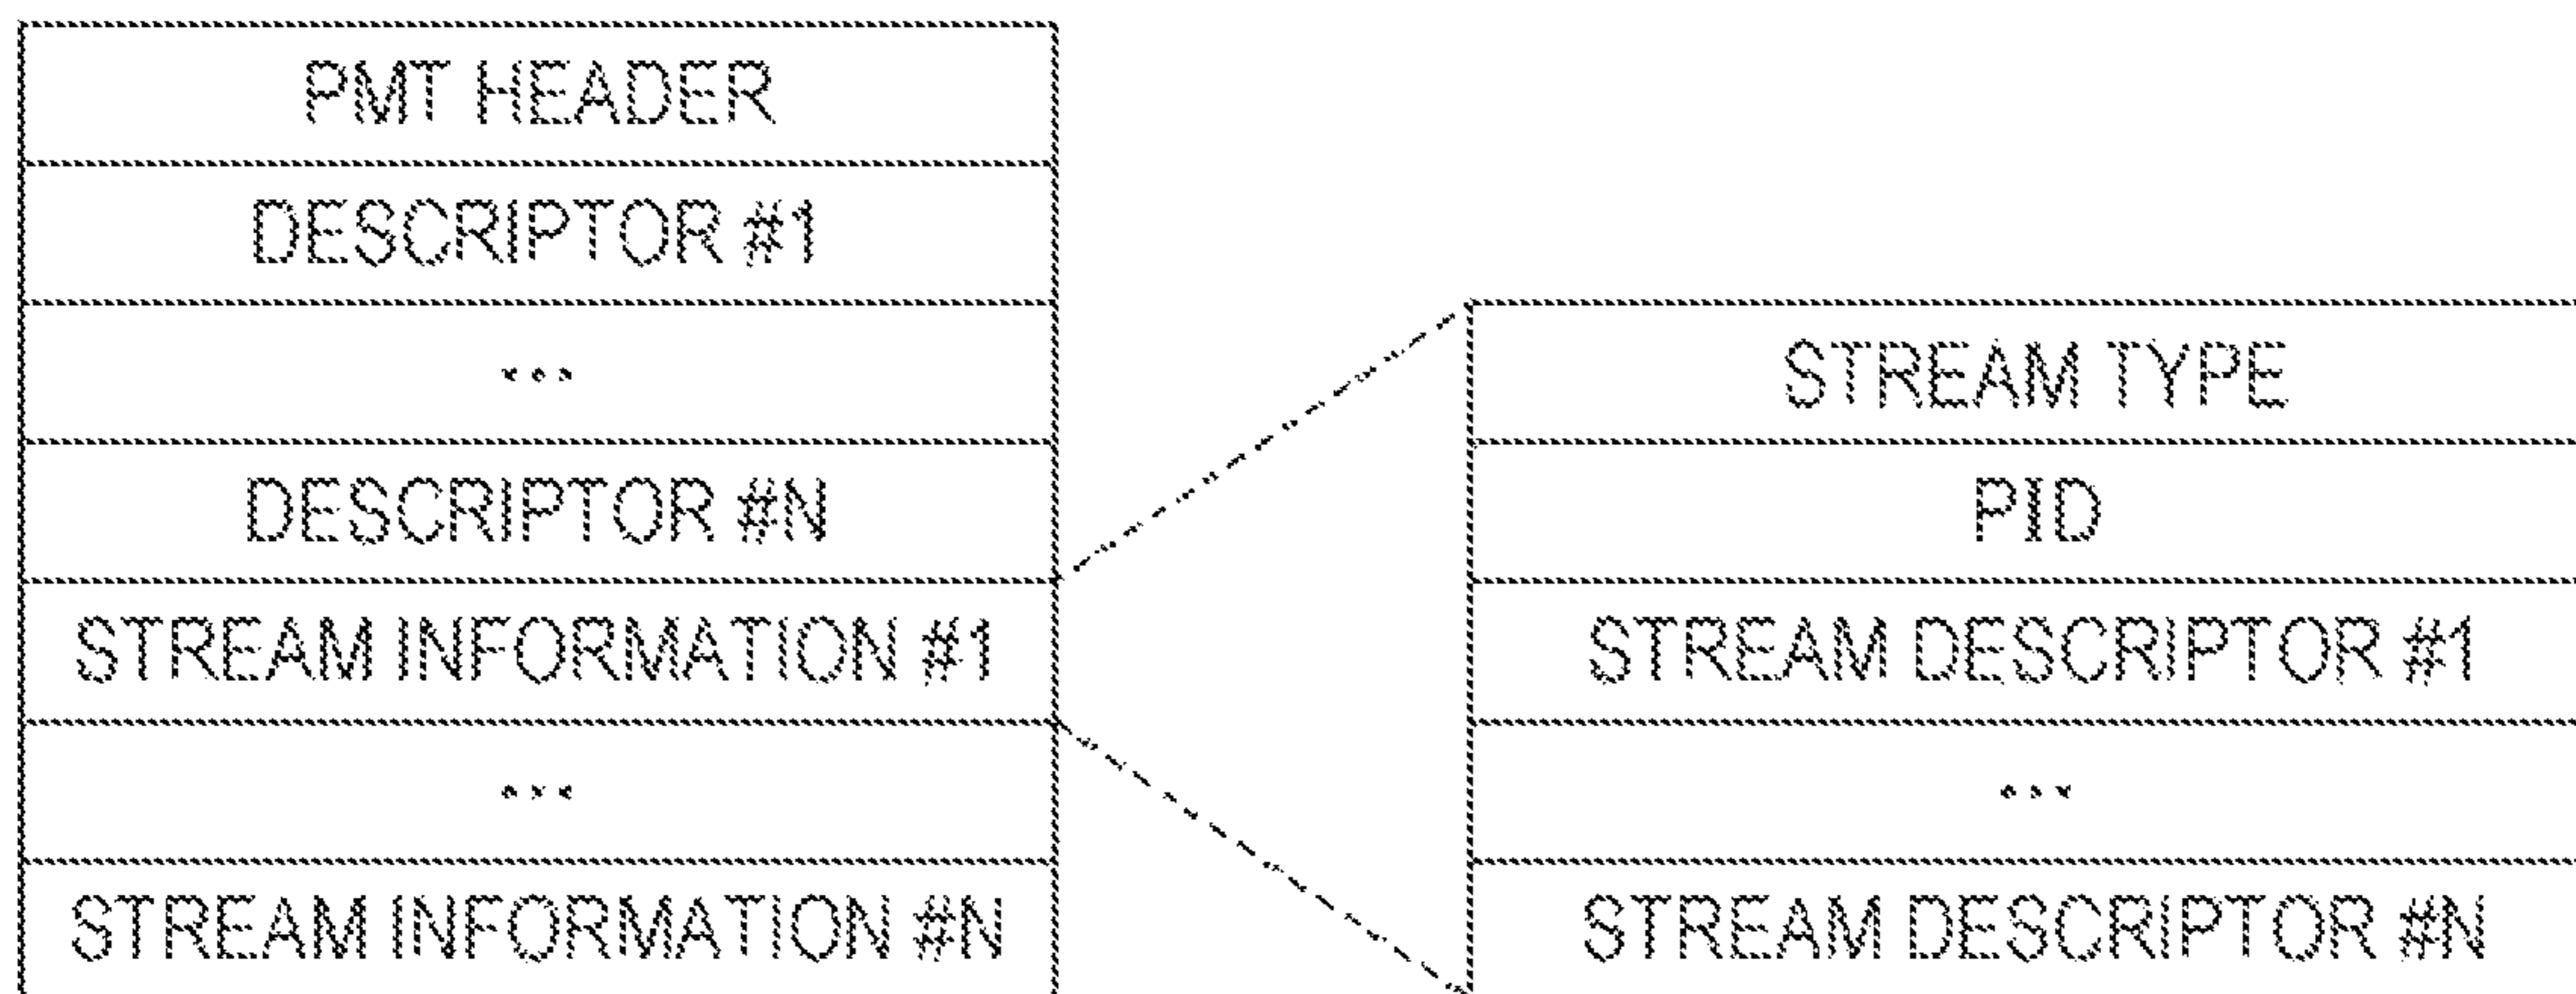 PMT HEADER
DESCRIPTOR #1
...
DESCRIPTOR #N
STREAM INFORMATION #1
...
STREAM INFORMATION #N
STREAM TYPE
PID
STREAM DESCRIPTOR #1
...
STREAM DESCRIPTOR #N